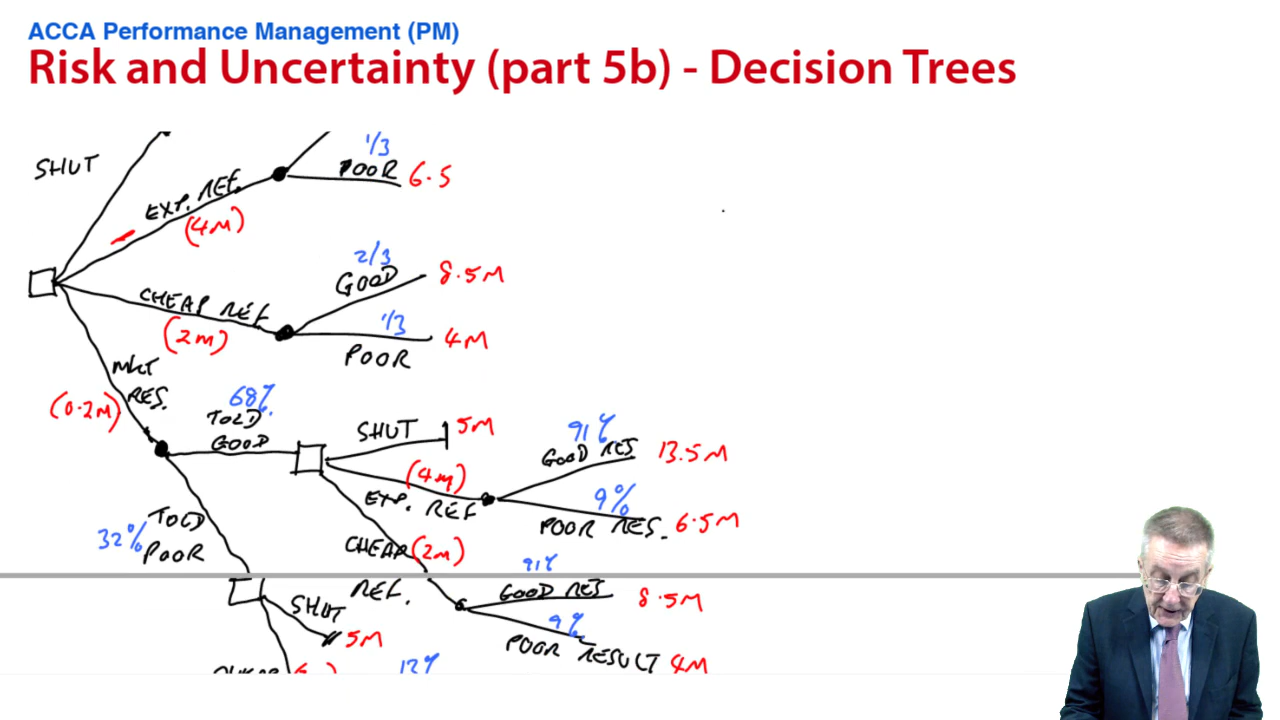 ACCA Performance Management (PM)
Risk and Uncertainty (part 5b) - Decision Trees
SHUT
EXP. REF.
(4M)
1/3
POOR 6.5
CHEAP REF
(2m)
2/3
GOOD 8.5M
1/3
POOR 4M
MKT
RES.
(0.2M)
68%
TOLD
GOOD
SHUT 5M
(4m)
EXP. REF
91%
GOOD RES 13.5M
9%
POOR RES. 6.5M
CHEAP (2m)
REF.
91%
GOOD RES 8.5M
9%
POOR RESULT 4M
32% TOLD
POOR
SHUT
5M
12%